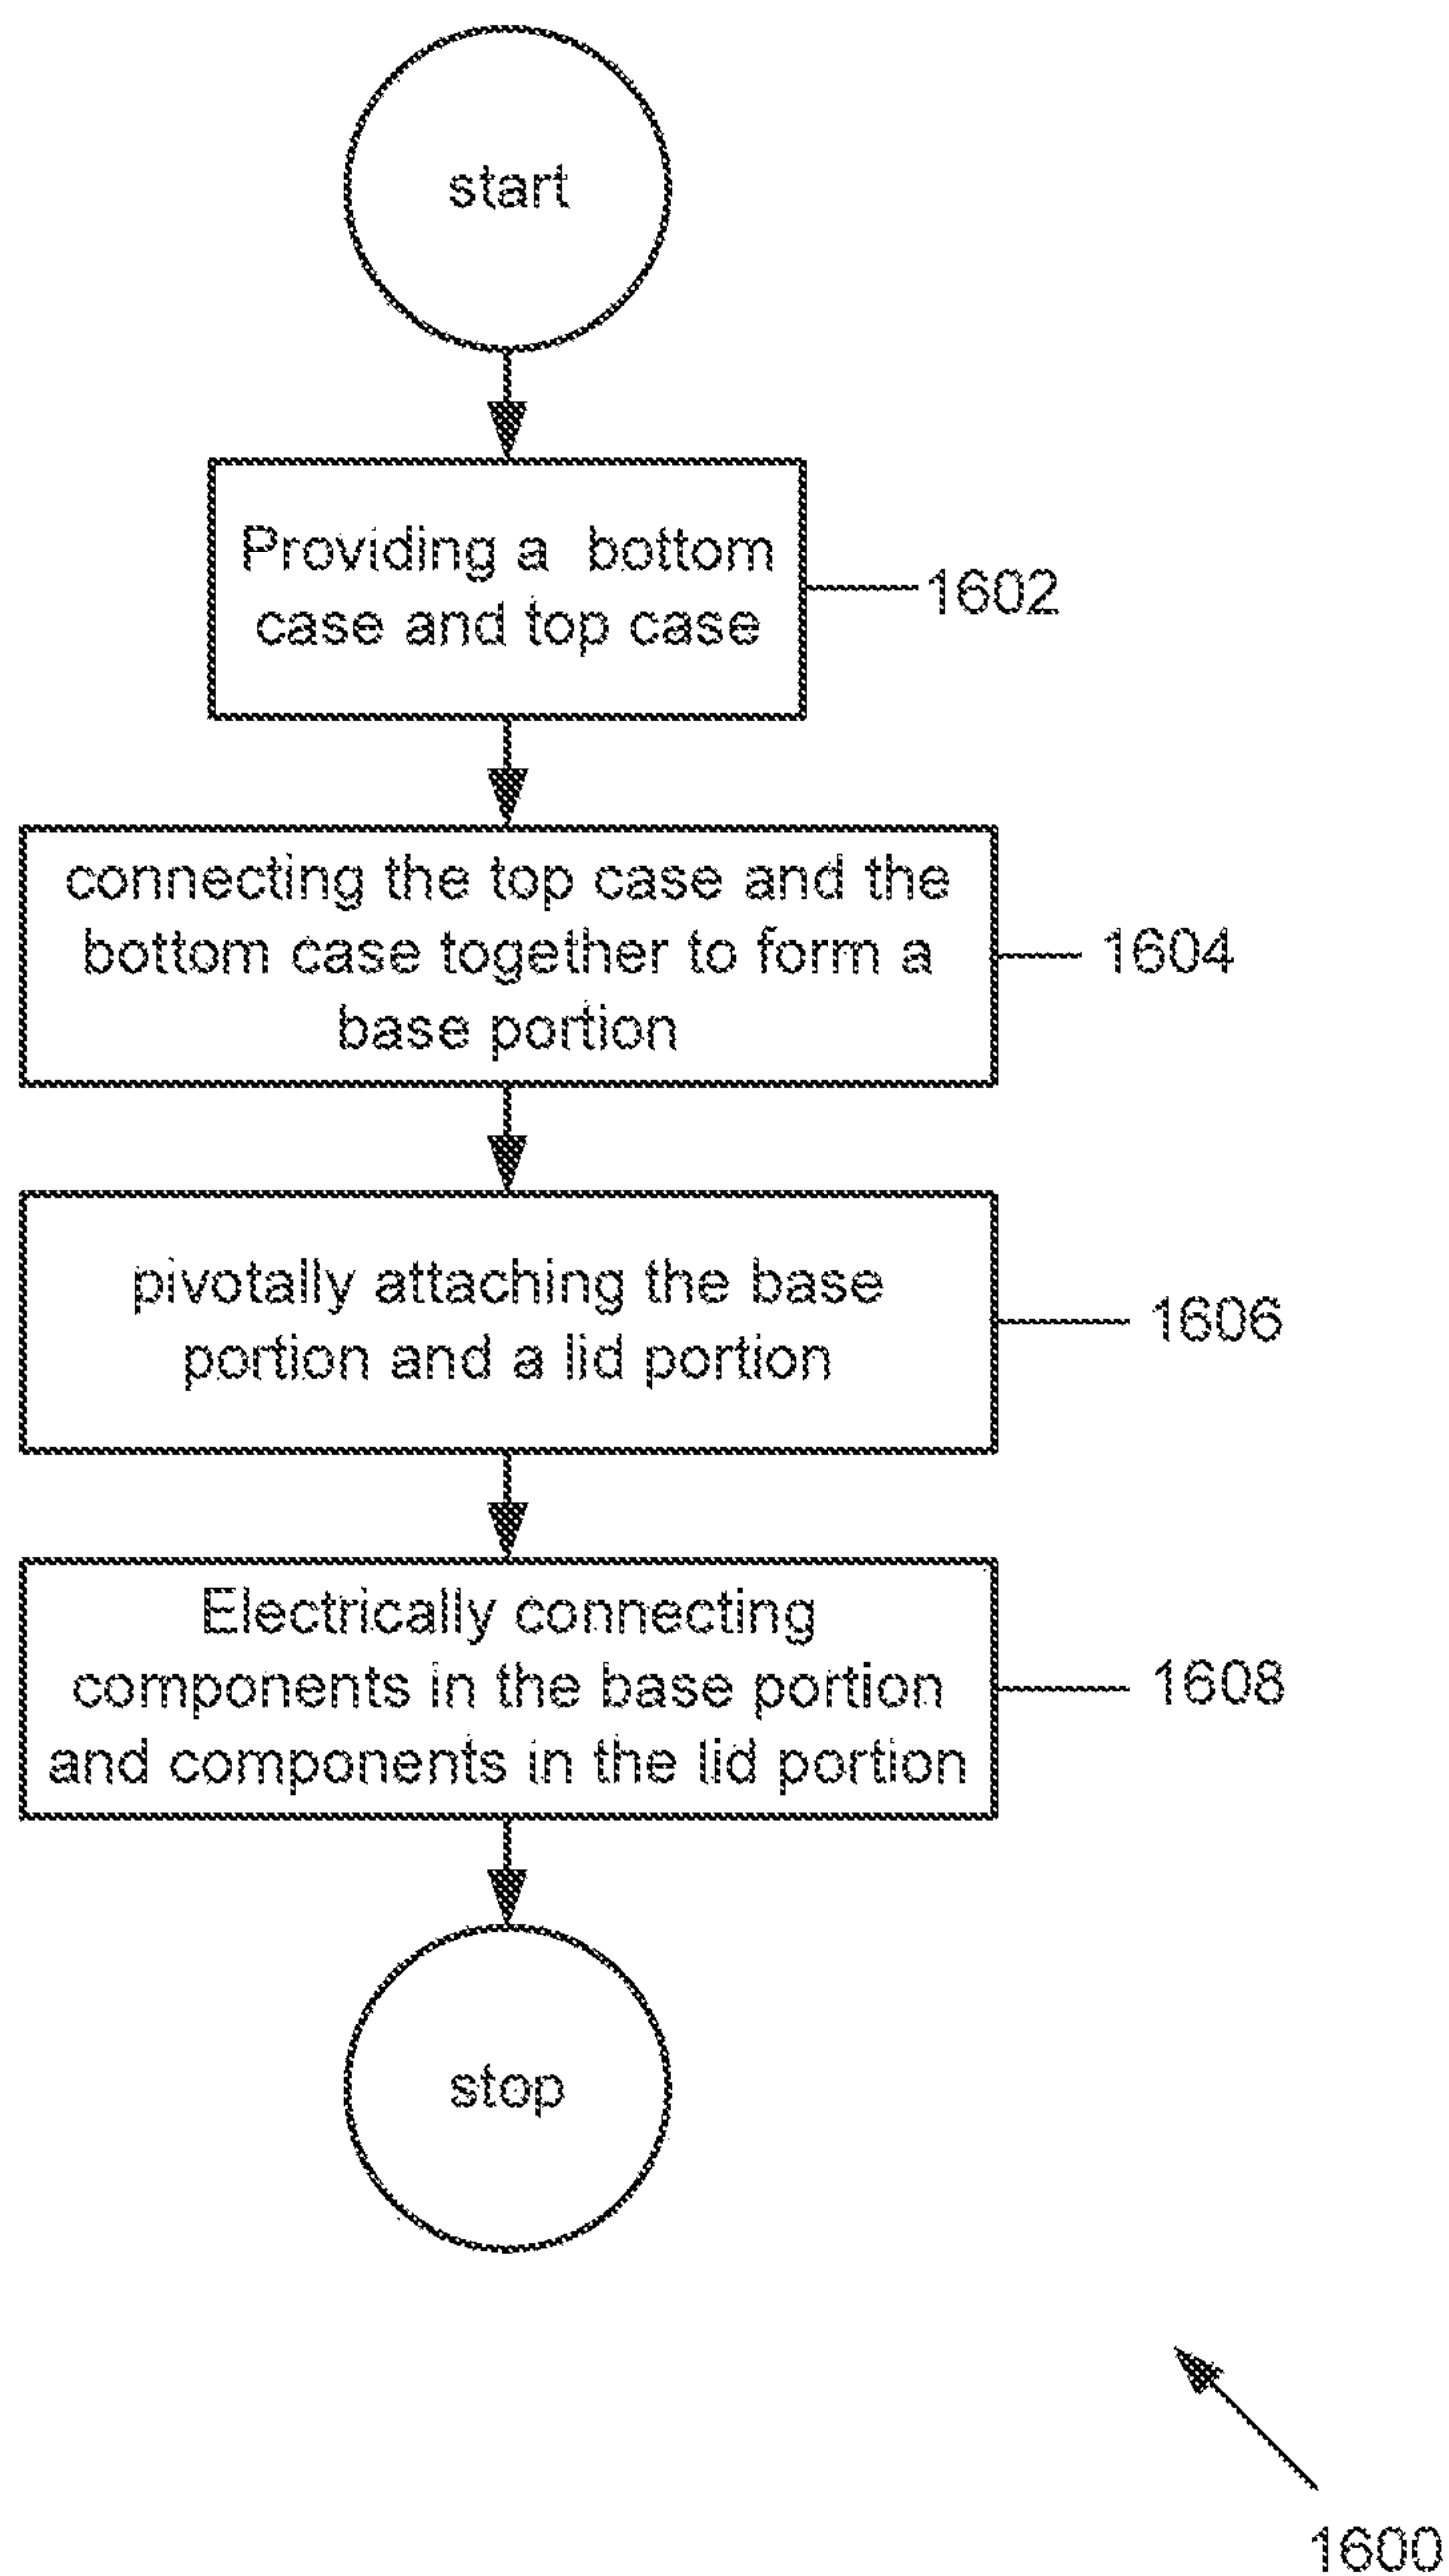 start
Providing a bottom
case and top case
1602
connecting the top case and the
bottom case together to form a
base portion
1604
pivotally attaching the base
portion and a lid portion
1606
Electrically connecting
components in the base portion
and components in the lid portion
1608
stop
1600